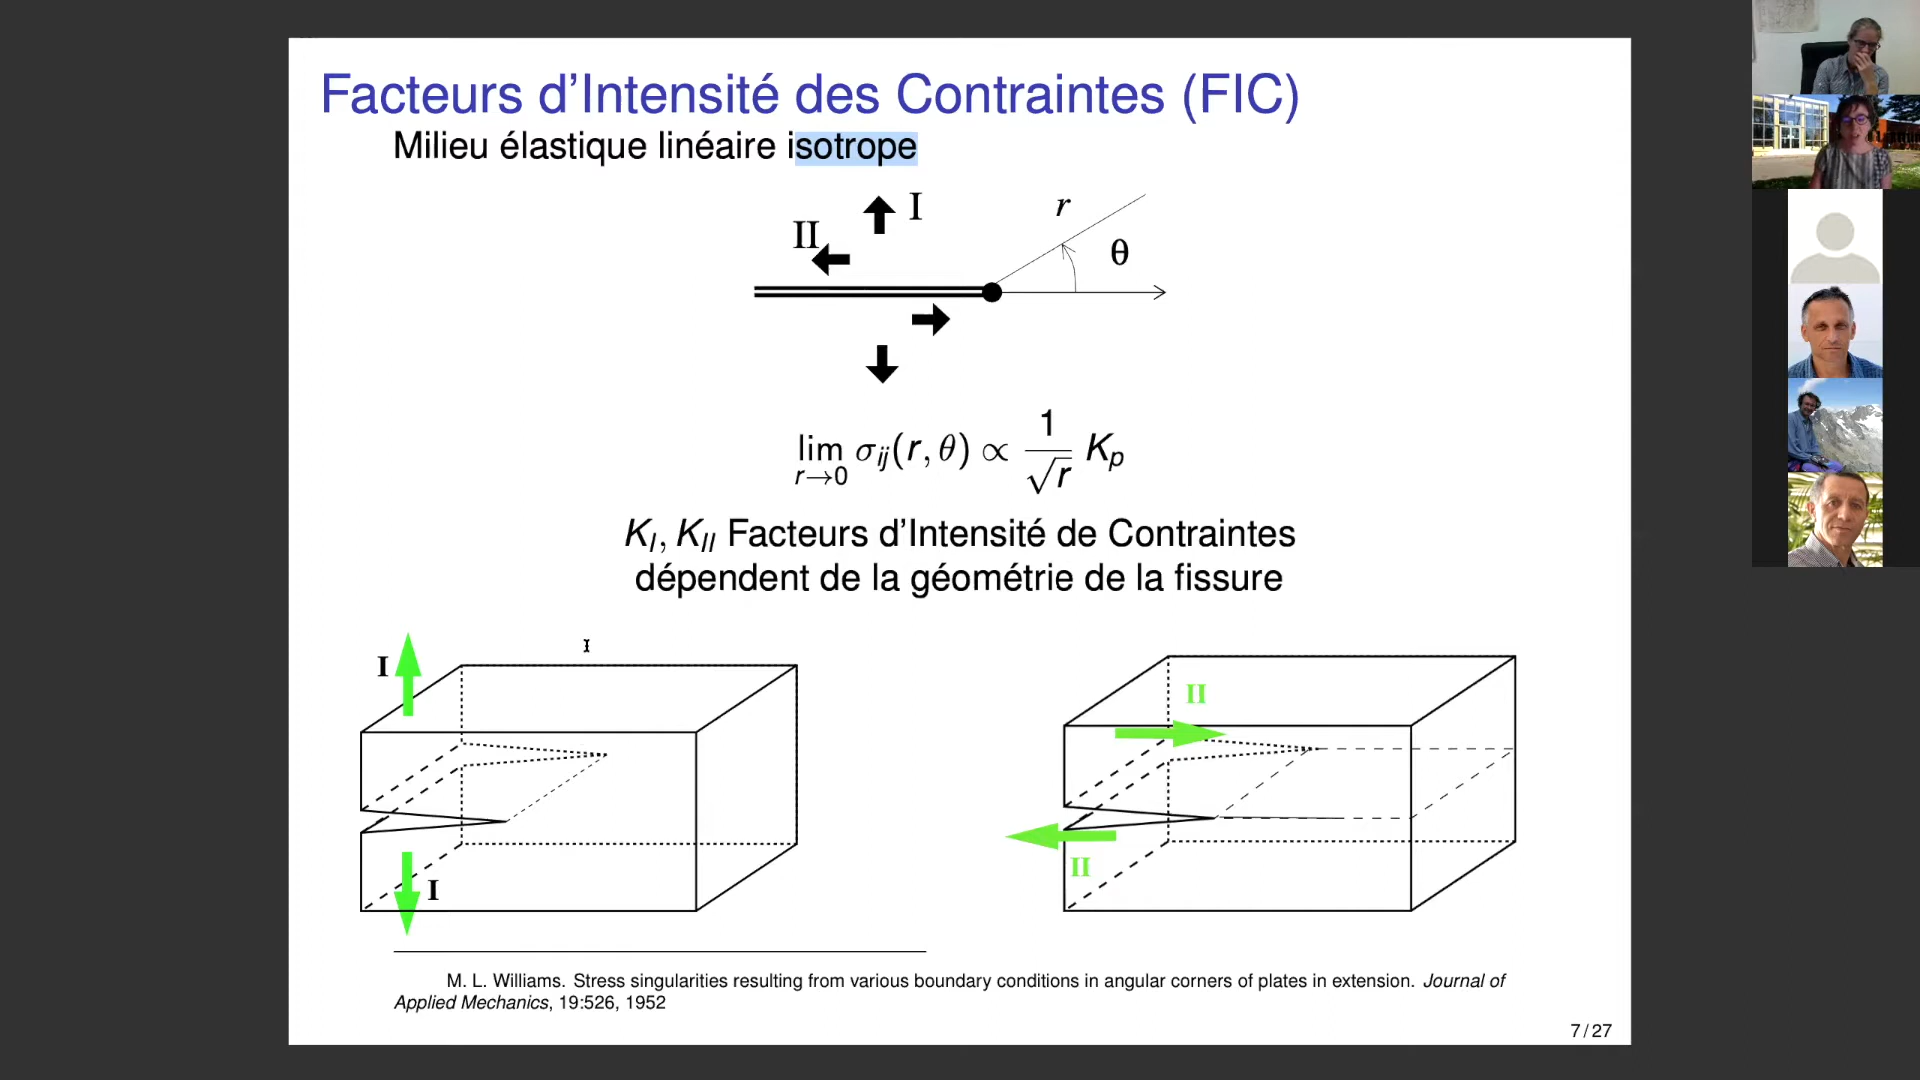 Facteurs d'Intensité des Contraintes (FIC)
Milieu élastique linéaire isotrope
I
II
r
θ
lim σij(r, θ) ∝ 1/√r Kp
r→0
KI, KII Facteurs d'Intensité de Contraintes
dépendent de la géométrie de la fissure
I
I
II
II
M. L. Williams. Stress singularities resulting from various boundary conditions in angular corners of plates in extension. Journal of
Applied Mechanics, 19:526, 1952
7 / 27